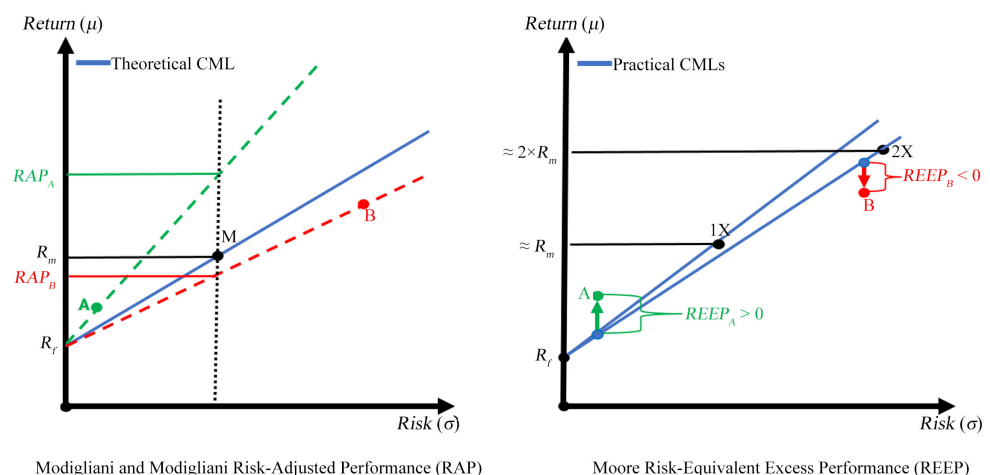 Return (μ)
Theoretical CML
RAP_A
M
R_m
RAP_B
B
A
R_f
Risk (σ)
Modigliani and Modigliani Risk-Adjusted Performance (RAP)
Return (μ)
Practical CMLs
≈ 2×R_m
2X
REEP_B < 0
B
1X
≈ R_m
A
REEP_A > 0
R_f
Risk (σ)
Moore Risk-Equivalent Excess Performance (REEP)